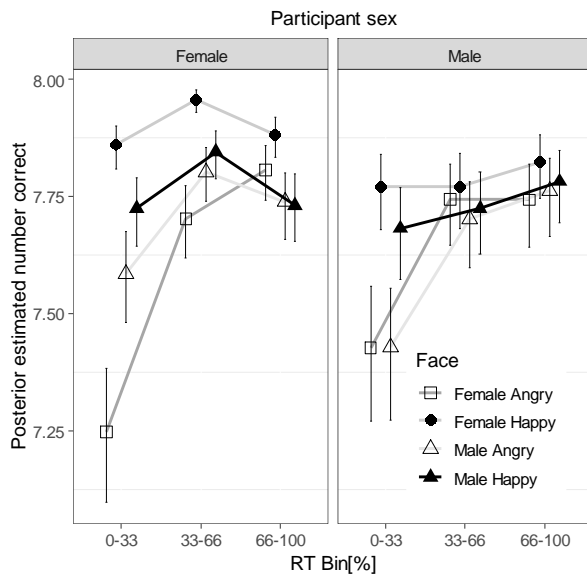 Participant sex
Female
Male
Posterior estimated number correct
8.00
7.75
7.50
7.25
Face
Female Angry
Female Happy
Male Angry
Male Happy
0-33
33-66
66-100
0-33
33-66
66-100
RT Bin[%]